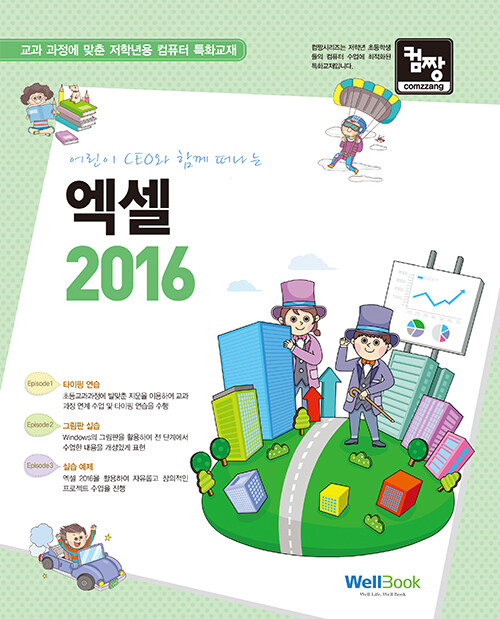 교과 과정에 맞춘 저학년용 컴퓨터 특화교재
컴짱시리즈는 저학년 초등학생
들의 컴퓨터 수업에 최적화된
특화교재입니다.
컴짱
comzzang
어린이 CEO와 함께 떠나는
엑셀
2016
Episode1
타이핑 연습
초등교과과정에 발맞춘 지문을 이용하여 교과
과정 연계 수업 및 타이핑 연습을 수행
Episode2
그림판 실습
Windows의 그림판을 활용하여 전 단계에서
수업한 내용을 개성있게 표현
Episode3
실습 예제
엑셀 2016을 활용하여 자유롭고 창의적인
프로젝트 수업을 진행
WellBook
Well Life, Well Book